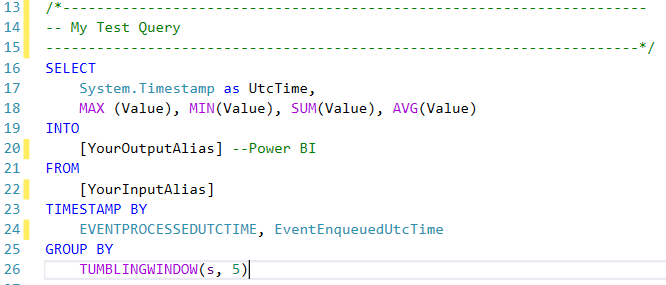 13 /*---------------------------------------------------------------------
14 -- My Test Query
15 ----------------------------------------------------------------------*/
16 SELECT
17 System.Timestamp as UtcTime,
18 MAX (Value), MIN(Value), SUM(Value), AVG(Value)
19 INTO
20 [YourOutputAlias] --Power BI
21 FROM
22 [YourInputAlias]
23 TIMESTAMP BY
24 EVENTPROCESSEDUTCTIME, EventEnqueuedUtcTime
25 GROUP BY
26 TUMBLINGWINDOW(s, 5)